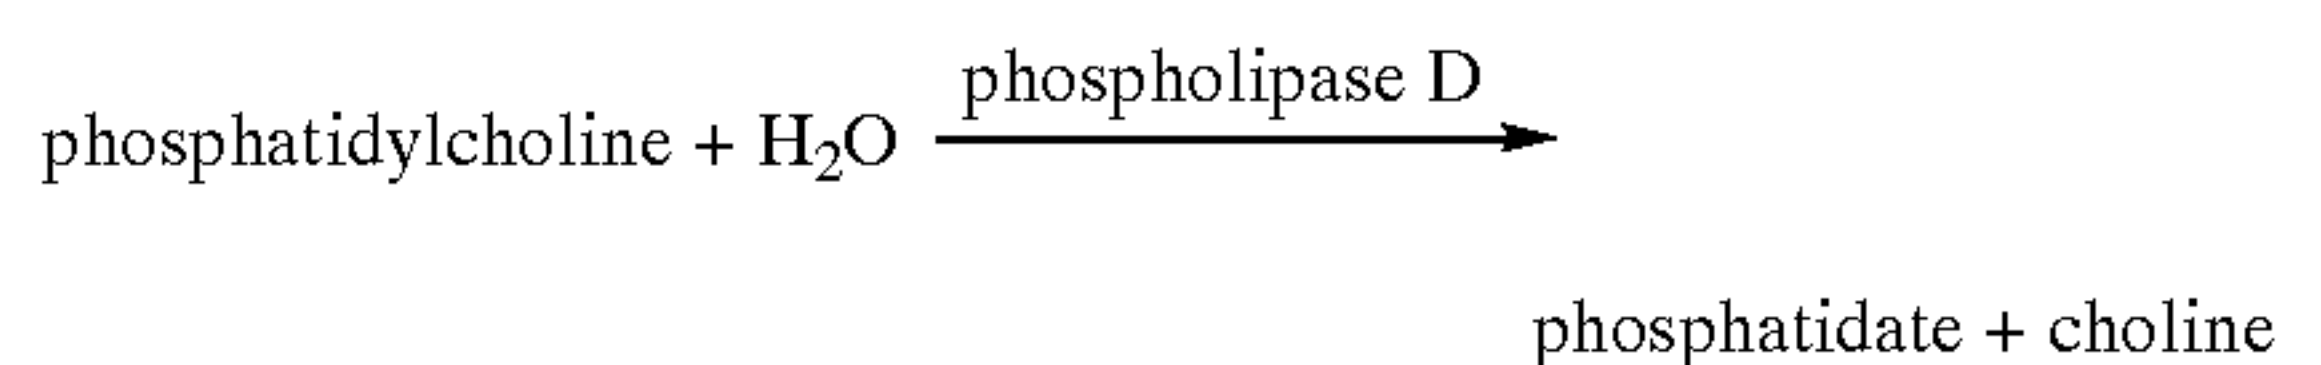 phospholipase D
phosphatidylcholine + H₂O
phosphatidate + choline